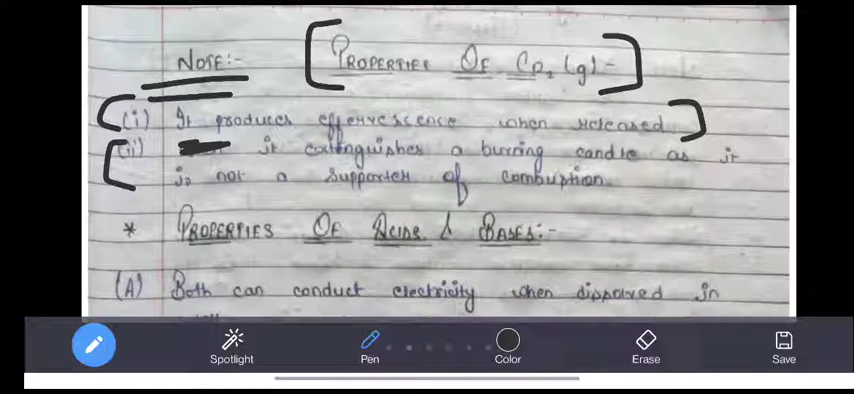 NOTE:- PROPERTIES OF CO2 (g) -
(i) It produces effervescence when released
(ii) it extinguishes a burning candle as it
is not a supporter of combustion.
* PROPERTIES OF ACIDS & BASES:-
(A) Both can conduct electricity when dissolved in
Spotlight Pen Color Erase Save